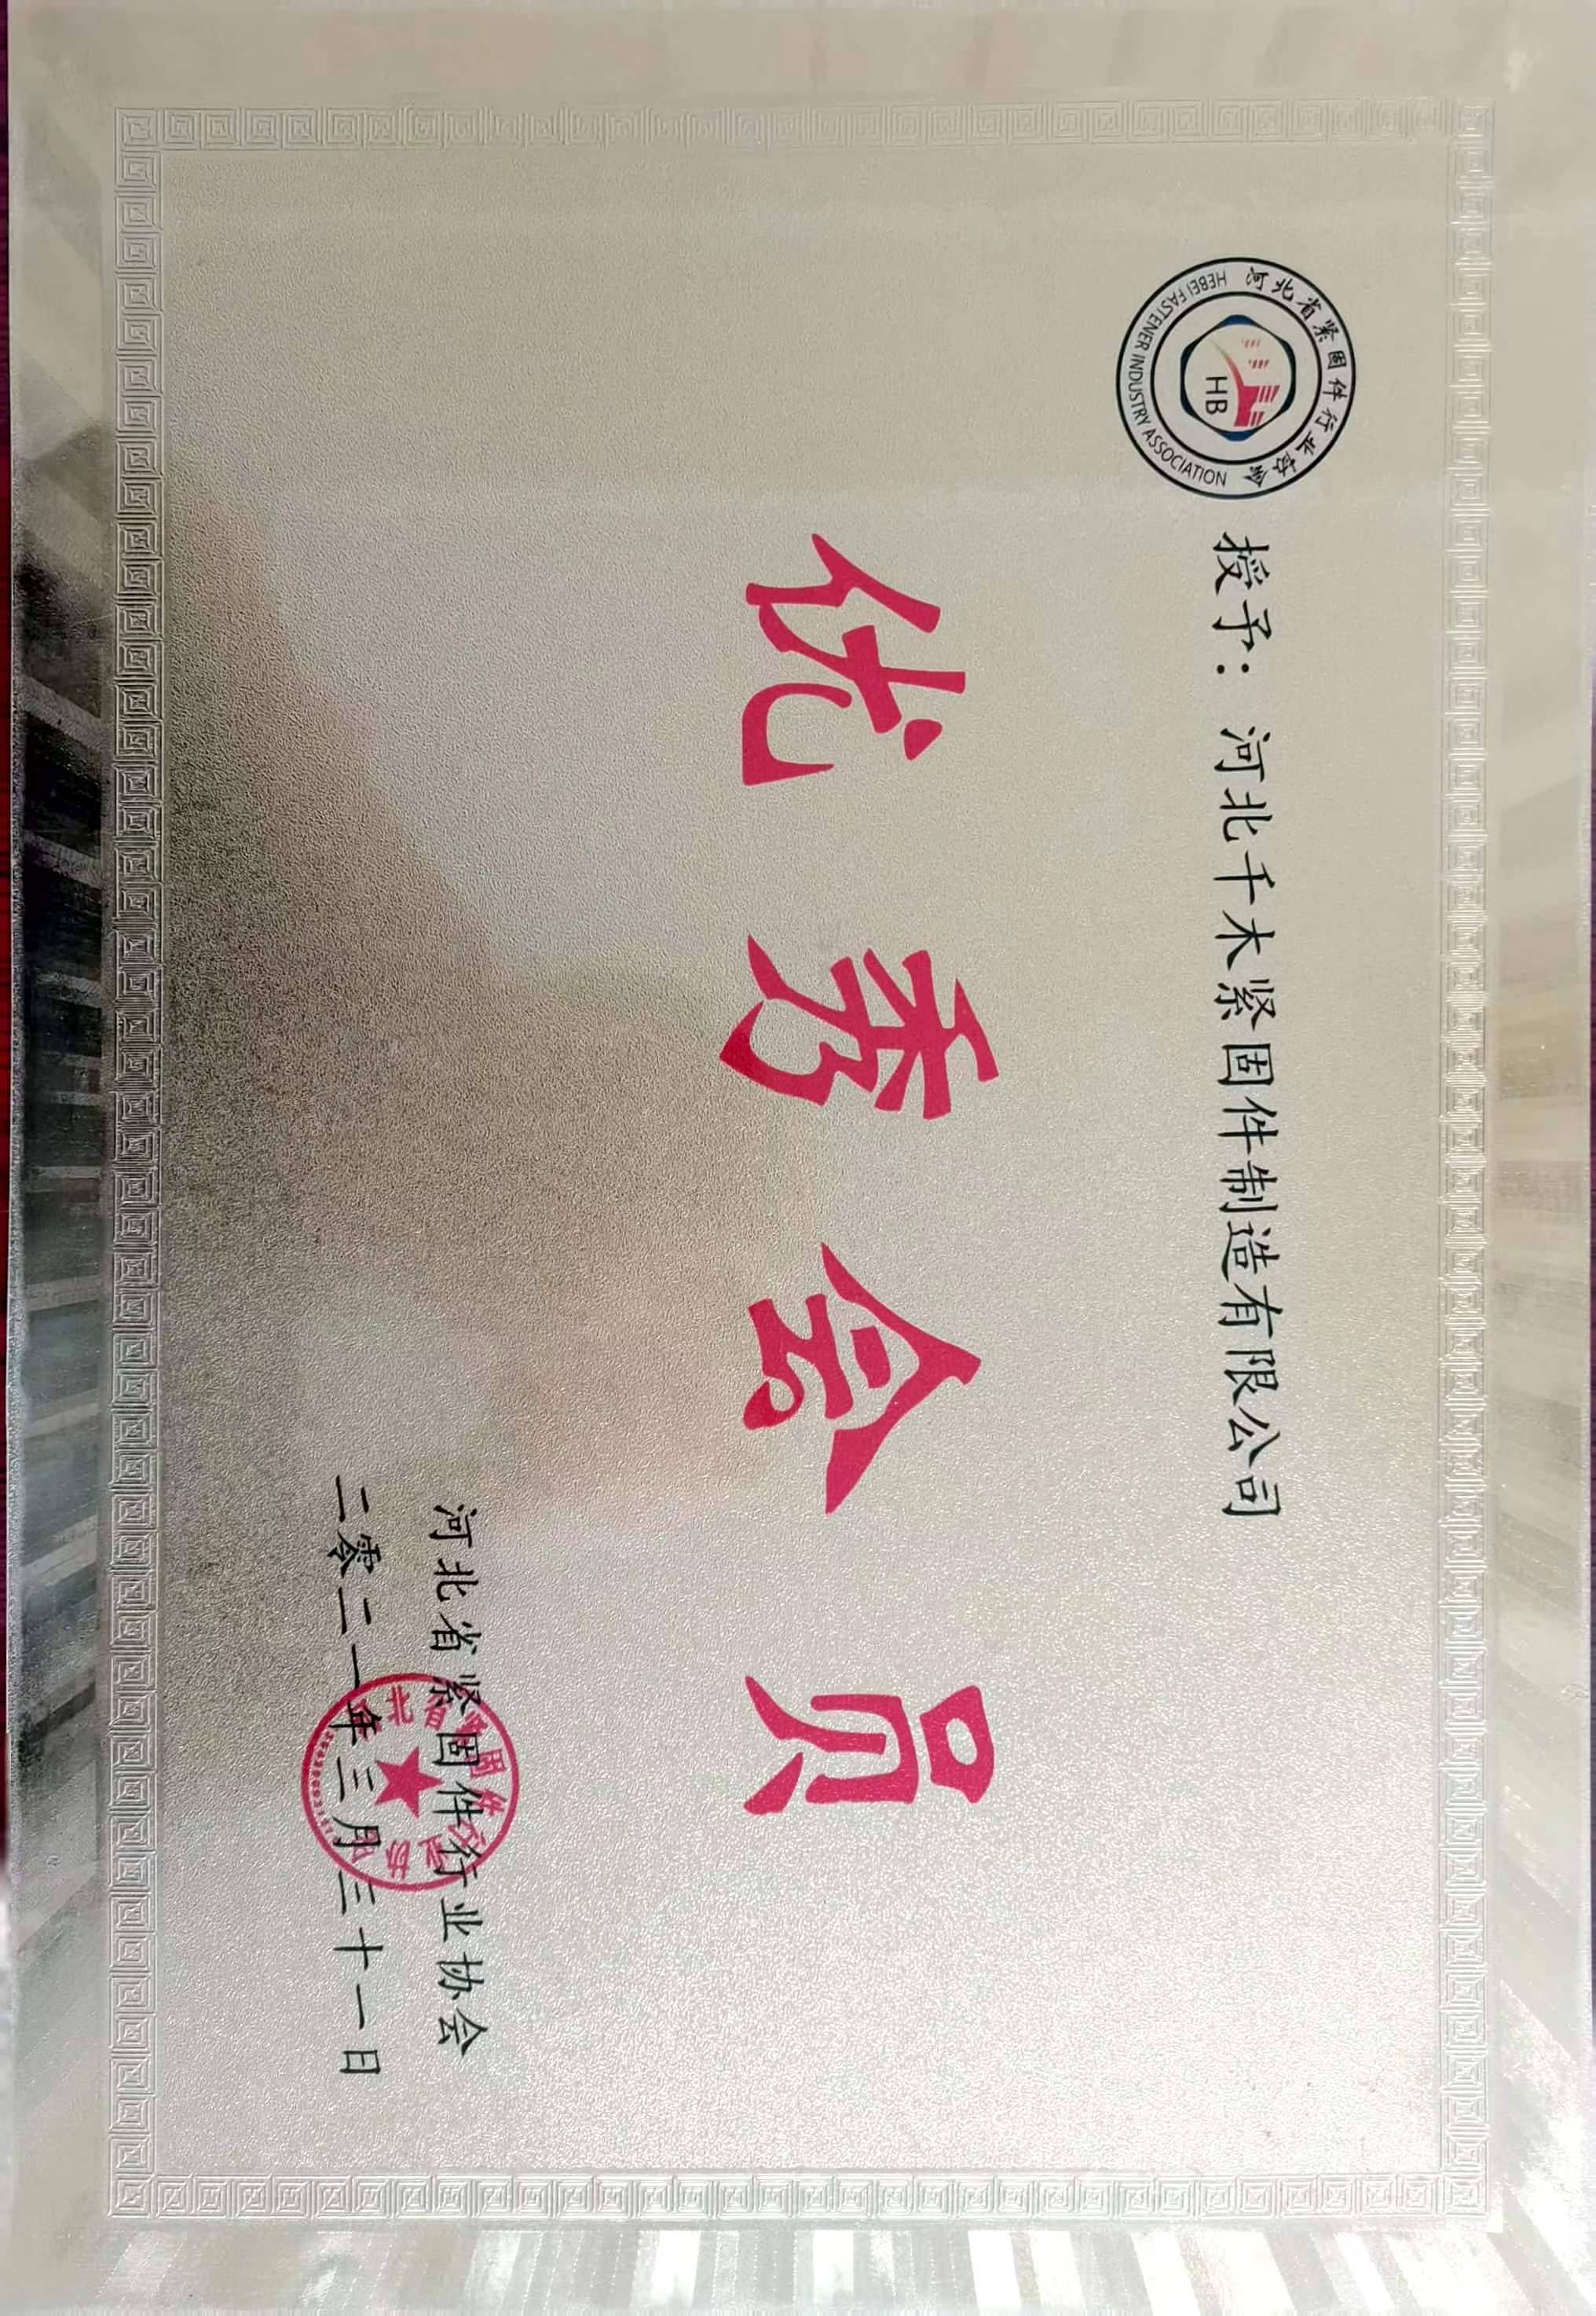 河北省紧固件行业协会
HEBEI FASTENER INDUSTRY ASSOCIATION
HB
授予：河北千木紧固件制造有限公司
优秀会员
河北省紧固件行业协会
二零二一年三月三十一日